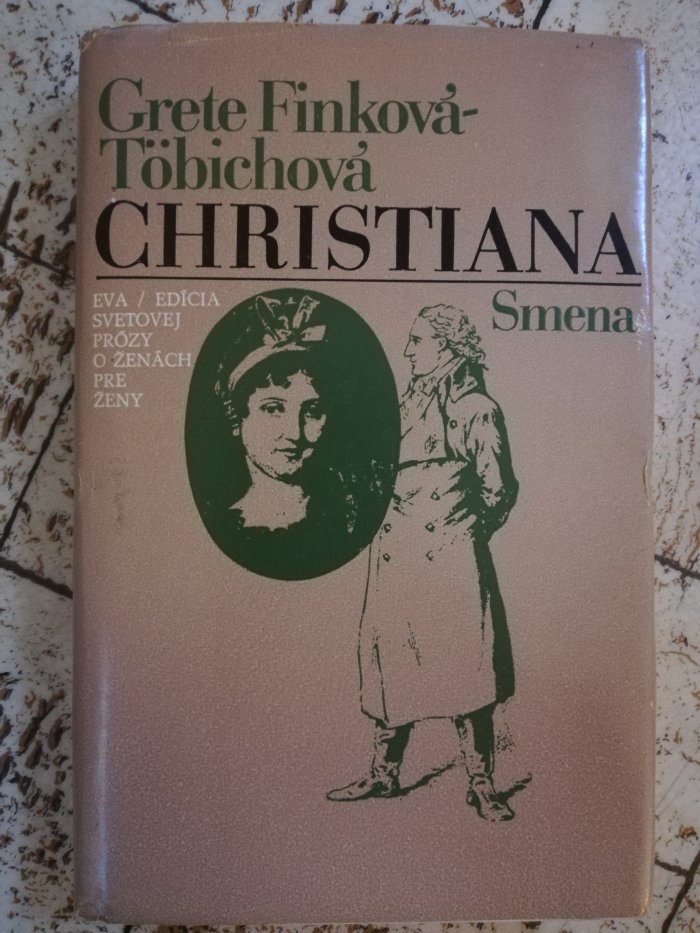 Grete Finková-
Töbichová
CHRISTIANA
Smena
EVA / EDÍCIA
SVETOVEJ
PRÓZY
O ŽENÁCH
PRE
ŽENY